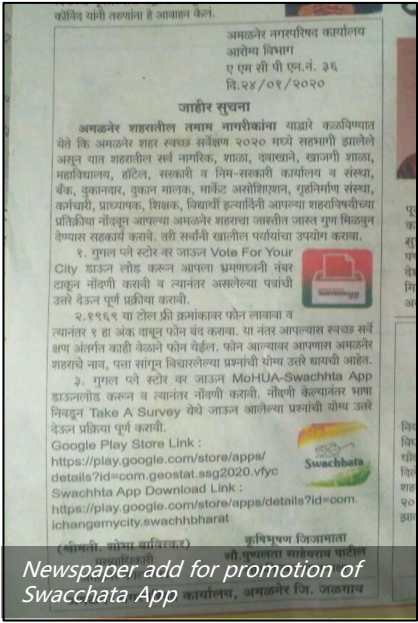 कोविंद यांनी तरुणांना हे आवाहन केलं.
अमळनेर नगरपरिषद कार्यालय
आरोग्य विभाग
ए एम सी पी एन.नं. ३६
दि.२४/०१/२०२०
जाहीर सुचना
अमळनेर शहरातील तमाम नागरीकांना याद्वारे कळविण्यात
येते कि अमळनेर शहर स्वच्छ सर्वेक्षण २०२० मध्ये सहभागी झालेले
असून यात शहरातील सर्व नागरिक, शाळा, दवाखाने, खाजगी शाळा,
महाविद्यालय, हॉटेल, सरकारी व निम-सरकारी कार्यालय व संस्था,
बँक, दुकानदार, दुकान मालक, मार्केट असोशिएशन, गृहनिर्माण संस्था,
कर्मचारी, प्राध्यापक, शिक्षक, विद्यार्थी इत्यादिंनी आपल्या शहराविषयीच्या
प्रतिक्रीया नोंदवून आपल्या अमळनेर शहराचा जास्तीत जास्त गुण मिळवुन
देण्यास सहकार्य करावे. तरी सर्वांनी खालील पर्यायांचा उपयोग करावा.
१. गुगल प्ले स्टोर वर जाऊन Vote For Your
City डाऊन लोड करून आपला भ्रमणध्वनी नंबर
टाकून नोंदणी करावी व त्यानंतर असलेल्या पत्रांची
उत्तरे देऊन पूर्ण प्रक्रीया करावी.
२.१९६९ या टोल फ्री क्रमांकावर फोन लावावा व
त्यानंतर १ हा अंक दाबून फोन बंद करावा. या नंतर आपल्यास स्वच्छ सर्वे
क्षण अंतर्गत काही वेळाने फोन येईल. फोन आल्यावर आपणास अमळनेर
शहराचे नाव, पत्ता सांगून विचारलेल्या प्रश्नांची योग्य उत्तरे द्यायची आहेत.
३. गुगल प्ले स्टोर वर जाऊन MoHUA-Swachhta App
डाऊनलोड करून व त्यानंतर नोंदणी करावी. नोंदणी केल्यानंतर भाषा
निवडून Take A Survey येथे जाऊन आलेल्या प्रश्नांची योग्य उत्तरे
देऊन प्रक्रिया पूर्ण करावी.
Google Play Store Link :
https://play.google.com/store/apps/
details?id=com.geostat.ssg2020.vfyc
Swachhta App Download Link :
https://play.google.com/store/apps/details?id=com.
ichangemycity.swachhbharat
Swachhata
(श्रीमती. शोभा बाविस्कर)
मुख्याधिकारी
कृषिभूषण जिजामाता
सौ.पुष्पलता साहेबराव पाटील
Newspaper add for promotion of
Swacchata App
कार्यालय, अमळनेर जि. जळगाव